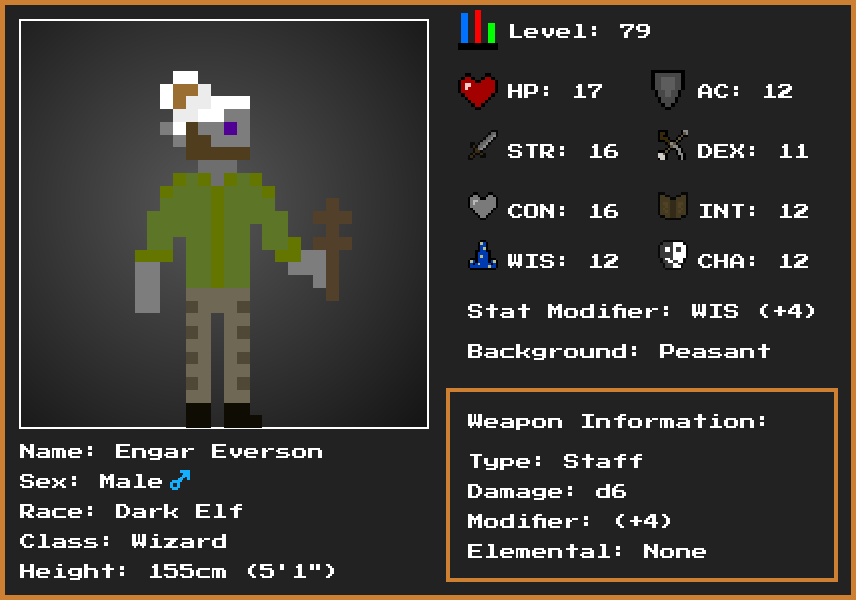 Level: 79
HP: 17 AC: 12
STR: 16 DEX: 11
CON: 16 INT: 12
WIS: 12 CHA: 12
Stat Modifier: WIS (+4)
Background: Peasant
Weapon Information:
Type: Staff
Damage: d6
Modifier: (+4)
Elemental: None
Name: Engar Everson
Sex: Male ♂
Race: Dark Elf
Class: Wizard
Height: 155cm (5'1")